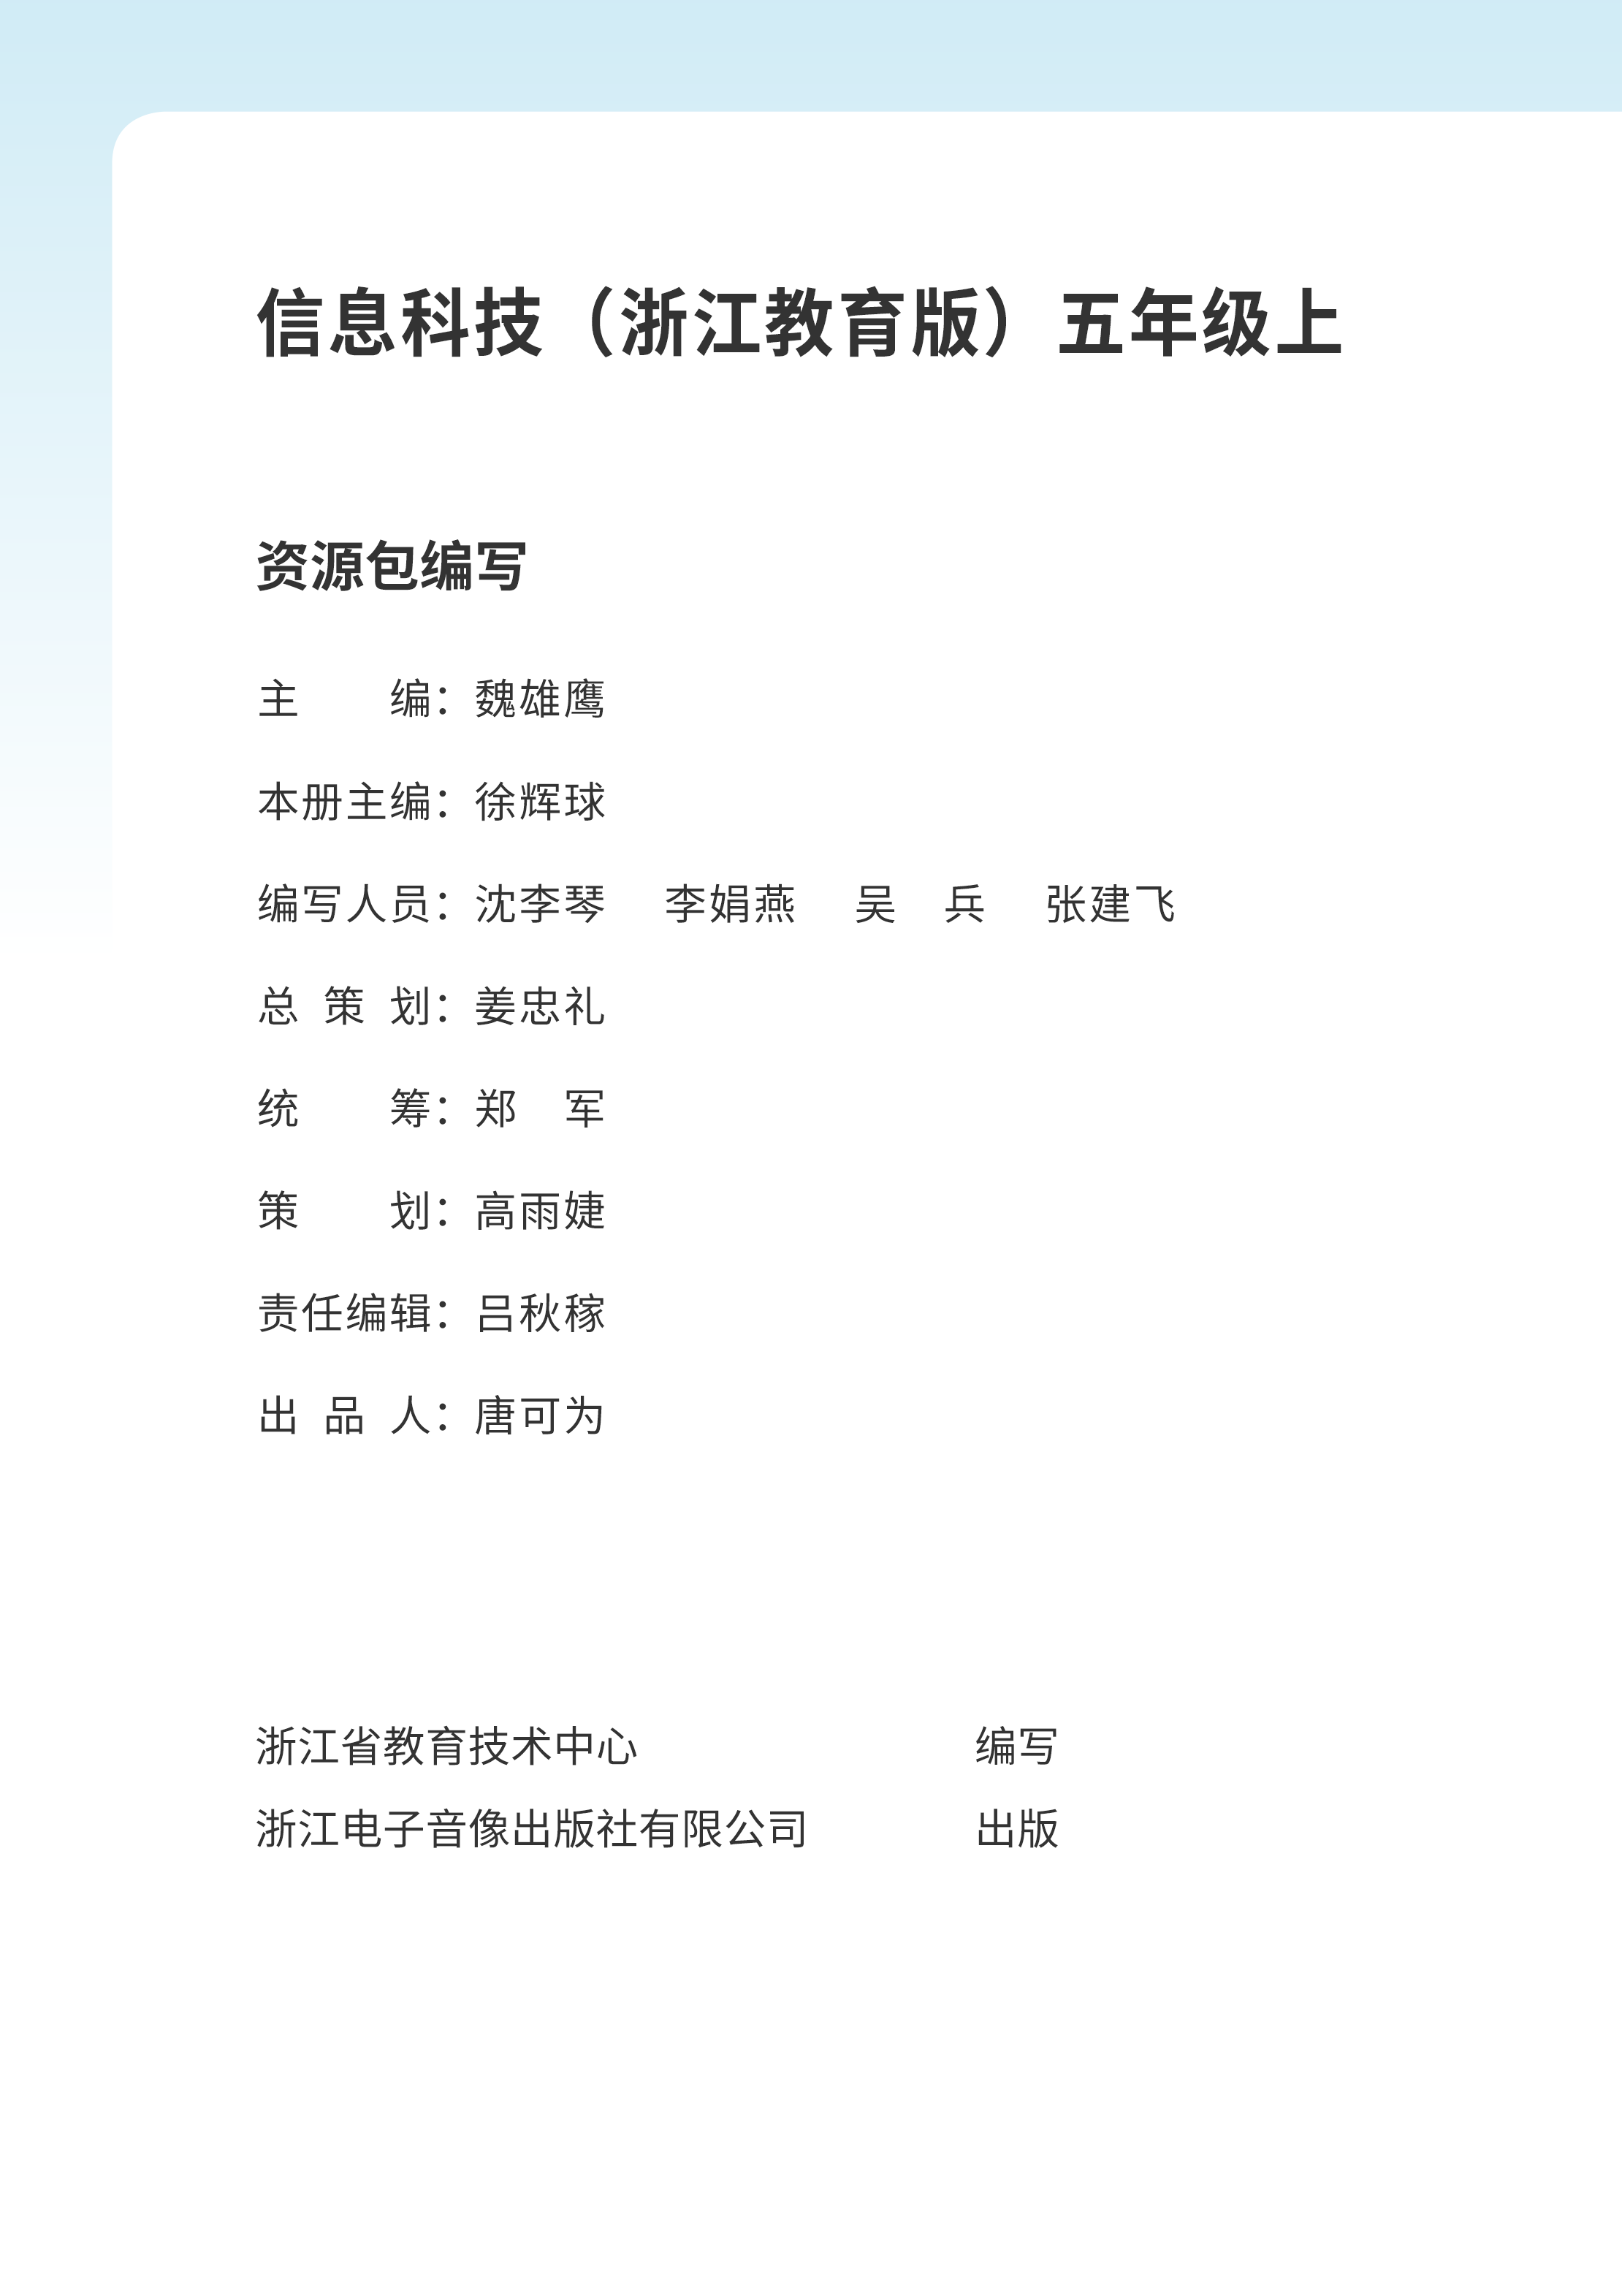 信息科技（浙江教育版）五年级上
资源包编写
主　　编：魏雄鹰
本册主编：徐辉球
编写人员：沈李琴　李娟燕　吴　兵　张建飞
总 策 划：姜忠礼
统　　筹：郑　军
策　　划：高雨婕
责任编辑：吕秋稼
出 品 人：唐可为
浙江省教育技术中心　　编写
浙江电子音像出版社有限公司　　出版